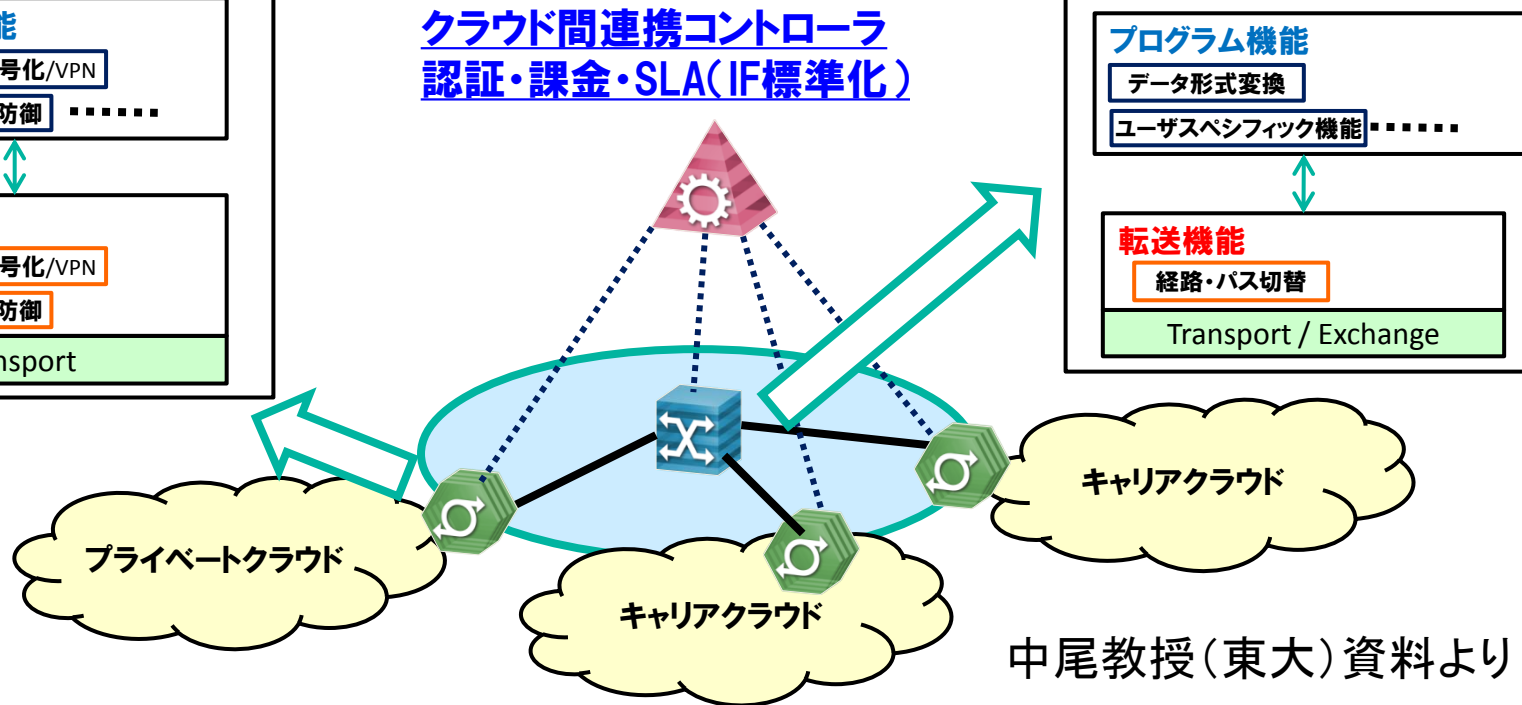 能
号化/VPN
防御 ▪▪▪▪▪▪
号化/VPN
防御
nsport
クラウド間連携コントローラ
認証・課金・SLA(IF標準化)
プログラム機能
データ形式変換
ユーザスペシフィック機能 ▪▪▪▪▪▪
転送機能
経路・パス切替
Transport / Exchange
プライベートクラウド
キャリアクラウド
キャリアクラウド
中尾教授(東大)資料より